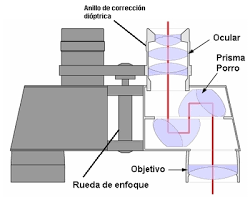 Anillo de corrección
dióptrica
Ocular
Prisma
Porro
Objetivo
Rueda de enfoque